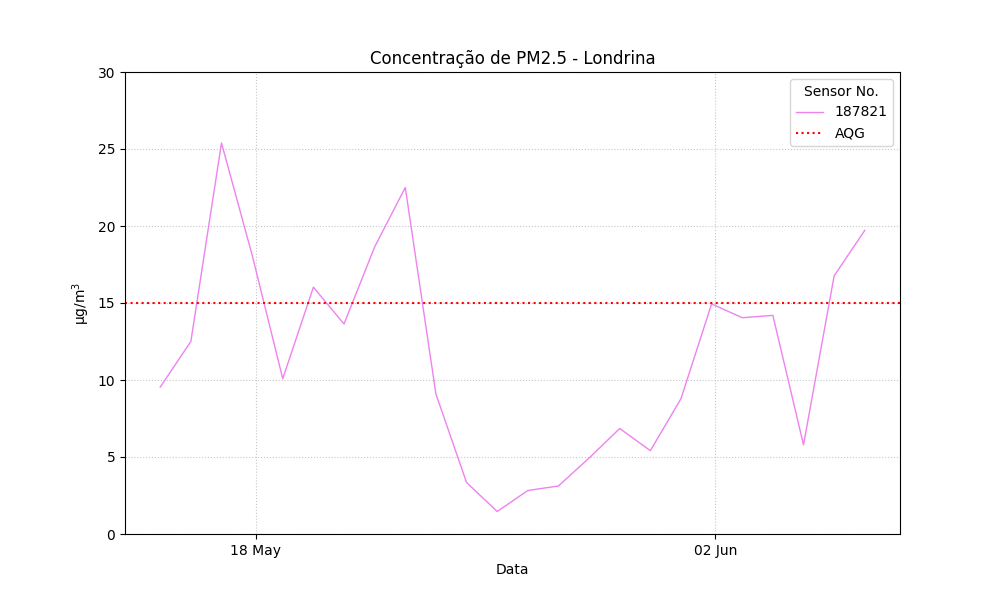 Concentração de PM2.5 - Londrina
30
25
20
15
10
5
0
µg/m³
Sensor No.
187821
AQG
18 May
02 Jun
Data